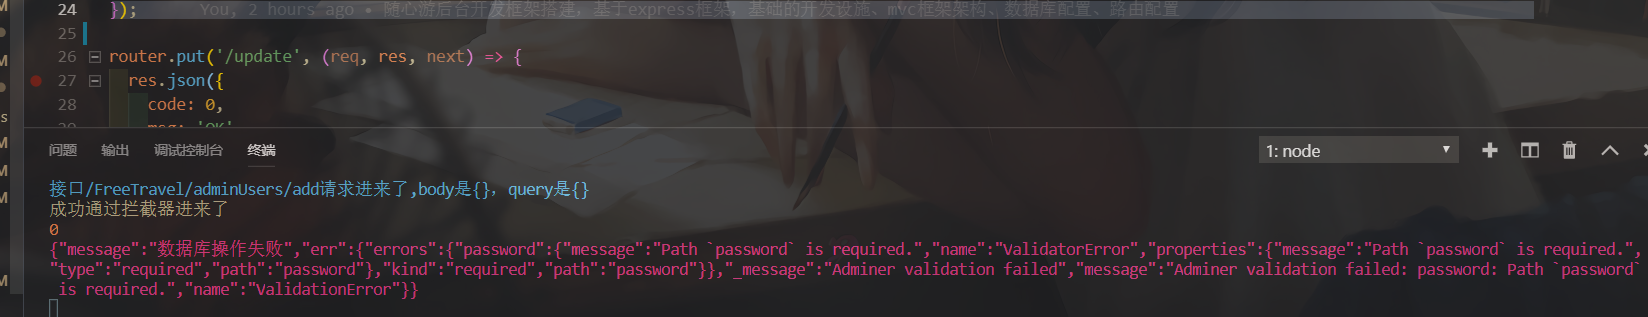 24 });  You, 2 hours ago • 随心游后台开发框架搭建，基于express框架，基础的开发设施、mvc框架架构、数据库配置、路由配置
25
26 router.put('/update', (req, res, next) => {
27 res.json({
28 code: 0,
29 msg: 'OK'
问题 输出 调试控制台 终端 1: node
接口/FreeTravel/adminUsers/add请求进来了,body是{}, query是{}
成功通过拦截器进来了
0
{"message":"数据库操作失败","err":{"errors":{"password":{"message":"Path `password` is required.","name":"ValidatorError","properties":{"message":"Path `password` is required.",
"type":"required","path":"password"},"kind":"required","path":"password"}},"_message":"Adminer validation failed","message":"Adminer validation failed: password: Path `password`
is required.","name":"ValidationError"}}